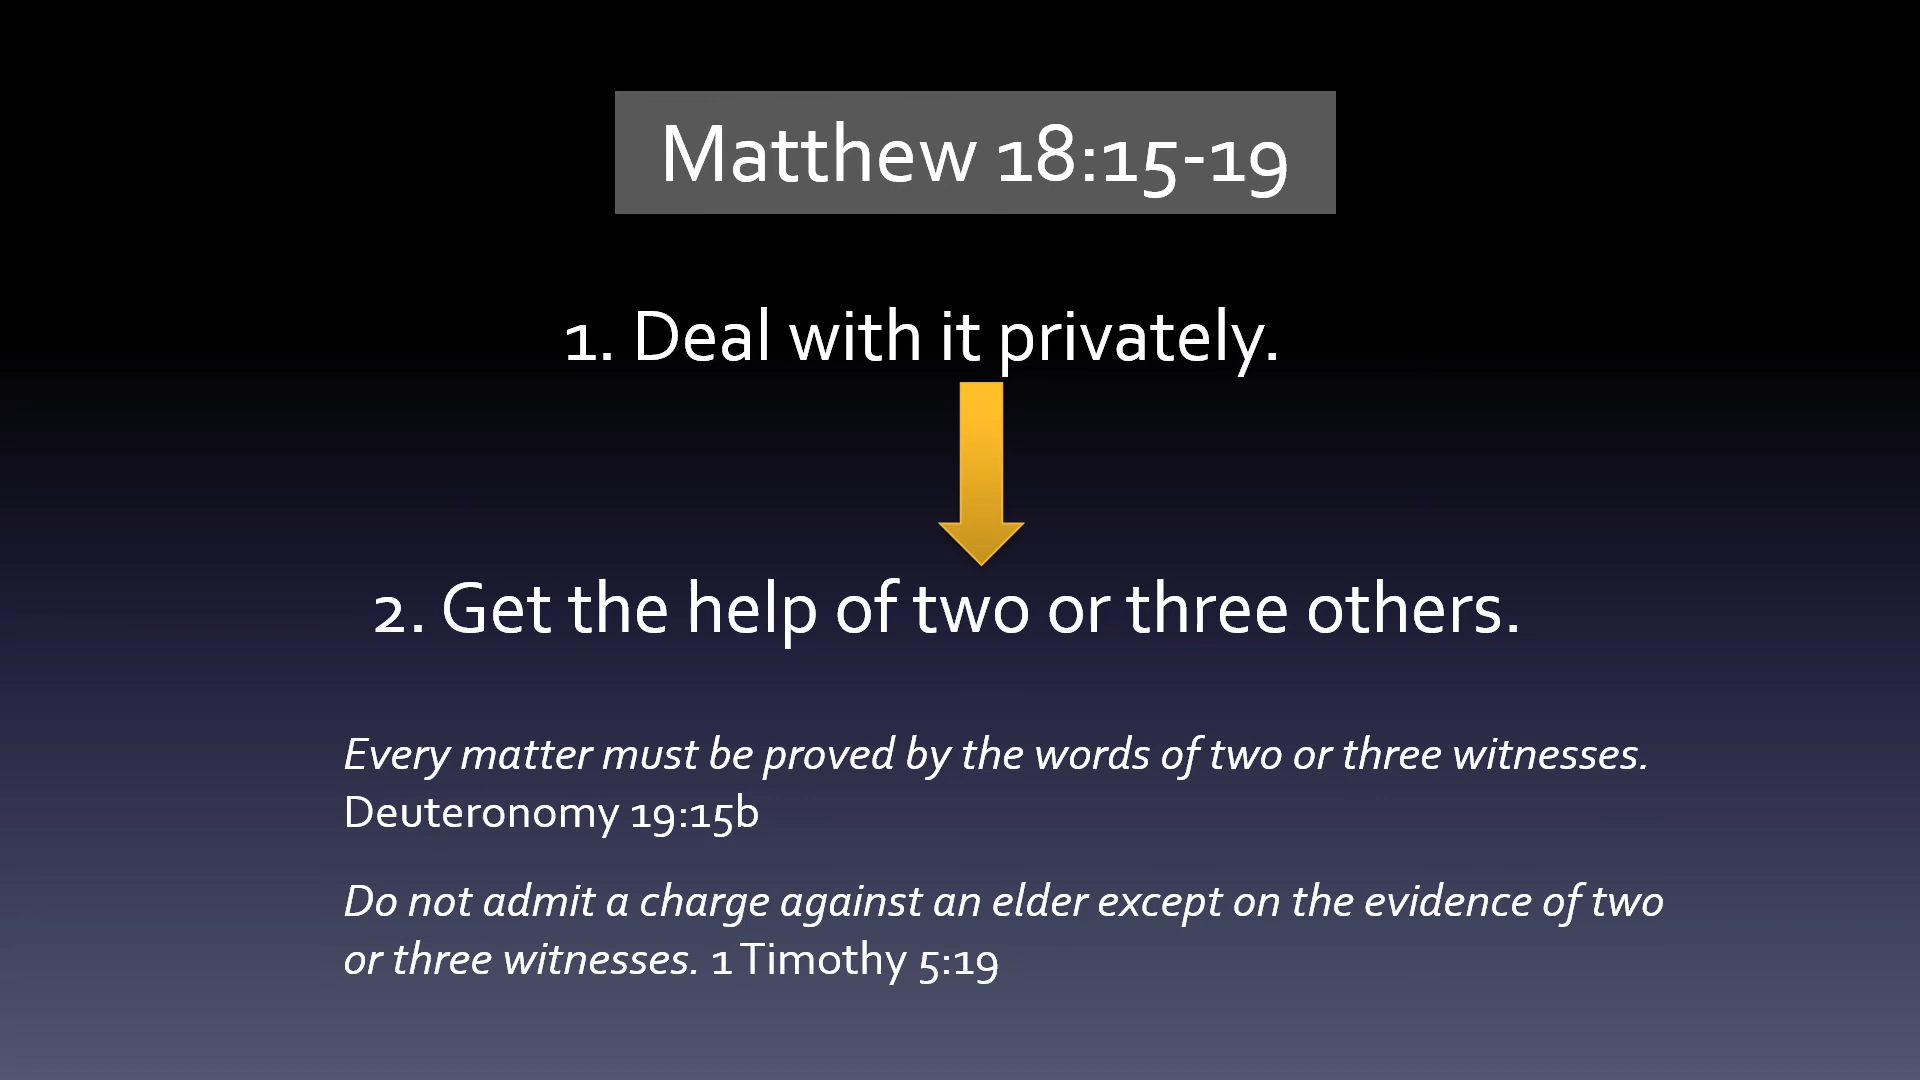 Matthew 18:15-19
1. Deal with it privately.
2. Get the help of two or three others.
Every matter must be proved by the words of two or three witnesses.
Deuteronomy 19:15b
Do not admit a charge against an elder except on the evidence of two
or three witnesses. 1 Timothy 5:19